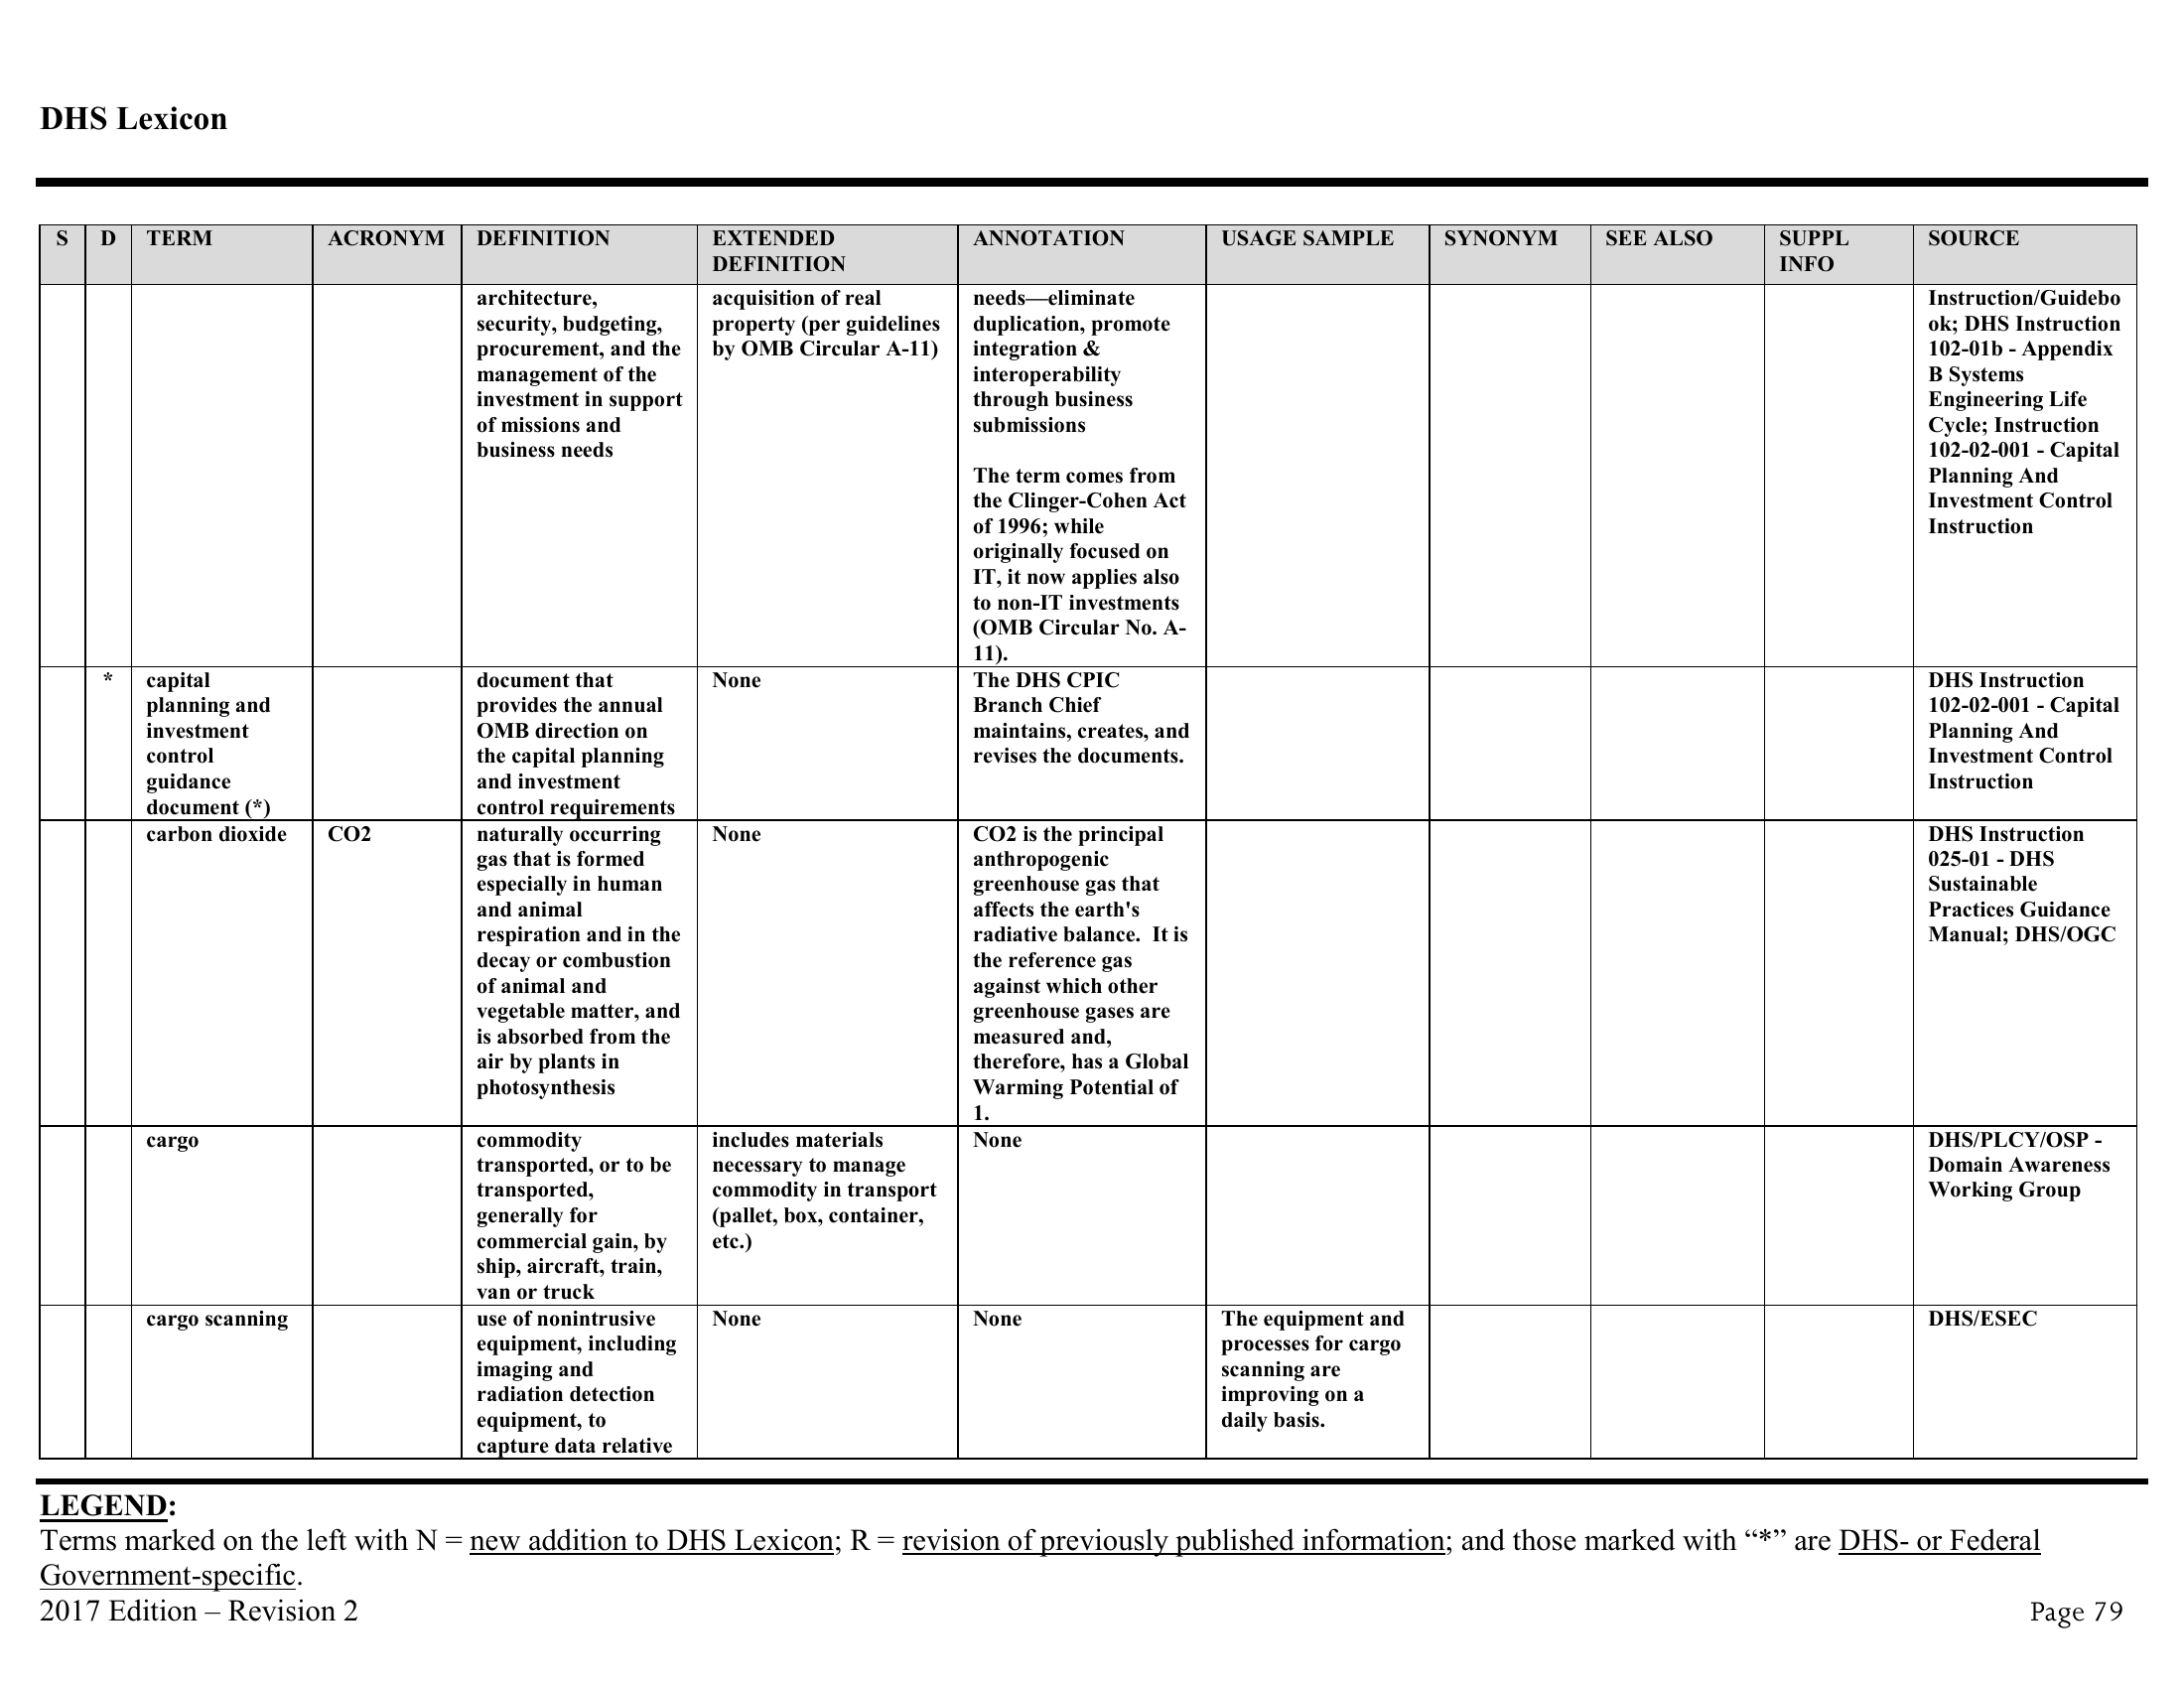 DHS Lexicon
S D TERM ACRONYM DEFINITION EXTENDED DEFINITION ANNOTATION USAGE SAMPLE SYNONYM SEE ALSO SUPPL INFO SOURCE
architecture,
security, budgeting,
procurement, and the
management of the
investment in support
of missions and
business needs
acquisition of real
property (per guidelines
by OMB Circular A-11)
needs—eliminate
duplication, promote
integration &
interoperability
through business
submissions
The term comes from
the Clinger-Cohen Act
of 1996; while
originally focused on
IT, it now applies also
to non-IT investments
(OMB Circular No. A-
11).
Instruction/Guidebo
ok; DHS Instruction
102-01b - Appendix
B Systems
Engineering Life
Cycle; Instruction
102-02-001 - Capital
Planning And
Investment Control
Instruction
*
capital
planning and
investment
control
guidance
document (*)
document that
provides the annual
OMB direction on
the capital planning
and investment
control requirements
None
The DHS CPIC
Branch Chief
maintains, creates, and
revises the documents.
DHS Instruction
102-02-001 - Capital
Planning And
Investment Control
Instruction
carbon dioxide
CO2
naturally occurring
gas that is formed
especially in human
and animal
respiration and in the
decay or combustion
of animal and
vegetable matter, and
is absorbed from the
air by plants in
photosynthesis
None
CO2 is the principal
anthropogenic
greenhouse gas that
affects the earth's
radiative balance.  It is
the reference gas
against which other
greenhouse gases are
measured and,
therefore, has a Global
Warming Potential of
1.
DHS Instruction
025-01 - DHS
Sustainable
Practices Guidance
Manual; DHS/OGC
cargo
commodity
transported, or to be
transported,
generally for
commercial gain, by
ship, aircraft, train,
van or truck
includes materials
necessary to manage
commodity in transport
(pallet, box, container,
etc.)
None
DHS/PLCY/OSP -
Domain Awareness
Working Group
cargo scanning
use of nonintrusive
equipment, including
imaging and
radiation detection
equipment, to
capture data relative
None
None
The equipment and
processes for cargo
scanning are
improving on a
daily basis.
DHS/ESEC
LEGEND:
Terms marked on the left with N = new addition to DHS Lexicon; R = revision of previously published information; and those marked with “*” are DHS- or Federal
Government-specific.
2017 Edition – Revision 2
Page 79